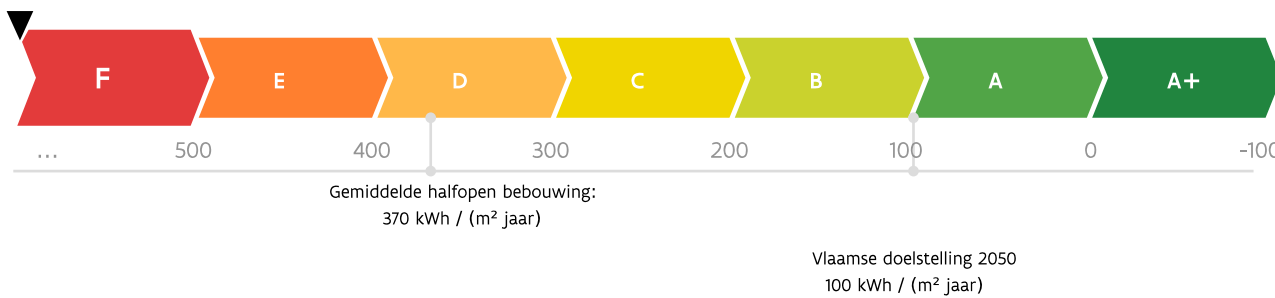 F E D C B A A+
... 500 400 300 200 100 0 -100
Gemiddelde halfopen bebouwing:
370 kWh / (m² jaar)
Vlaamse doelstelling 2050
100 kWh / (m² jaar)